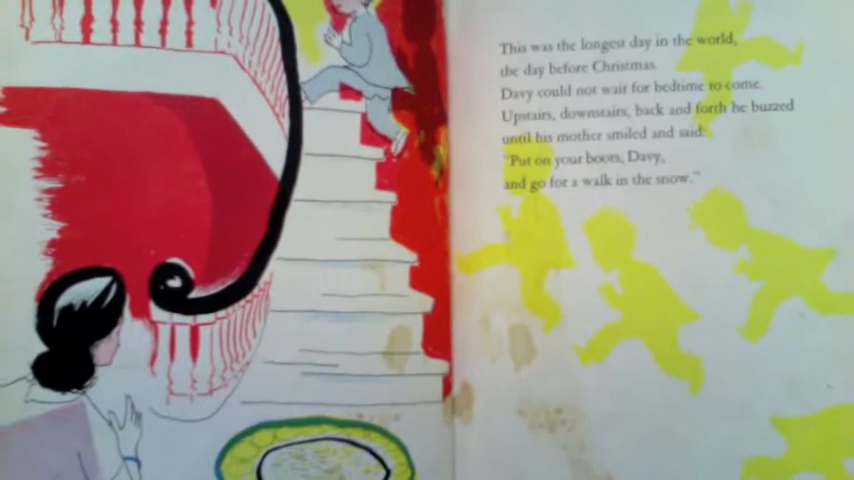 This was the longest day in the world,
the day before Christmas.
Davy could not wait for bedtime to come.
Upstairs, downstairs, back and forth he buzzed
until his mother smiled and said:
"Put on your boots, Davy,
and go for a walk in the snow."